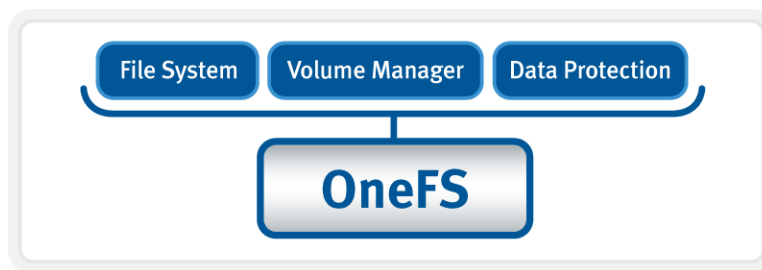 File System
Volume Manager
Data Protection
OneFS